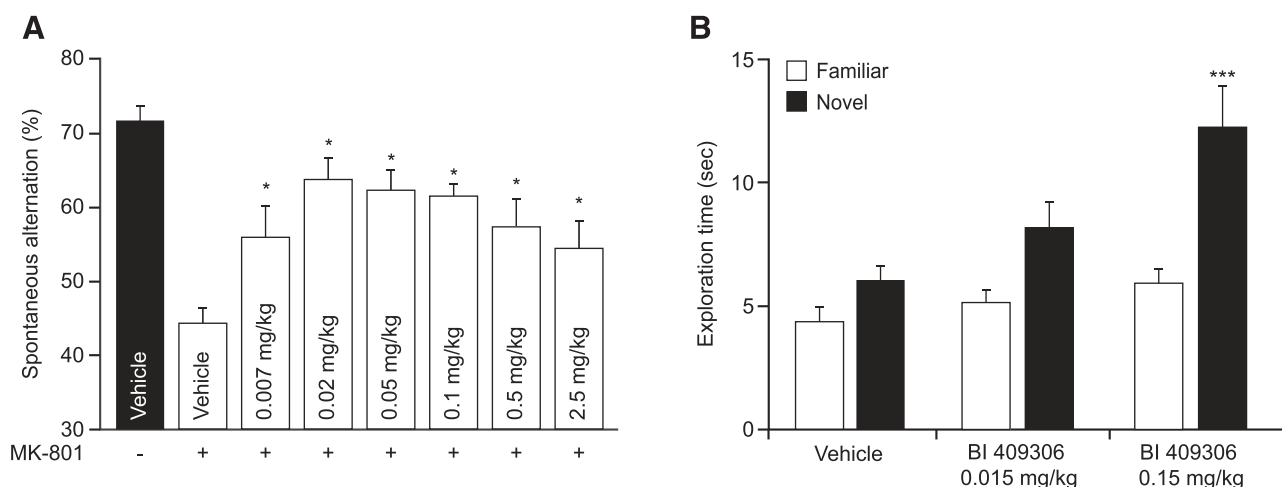 A
80
70
60
50
40
30
Spontaneous alternation (%)
Vehicle
Vehicle
0.007 mg/kg
0.02 mg/kg
0.05 mg/kg
0.1 mg/kg
0.5 mg/kg
2.5 mg/kg
*
*
*
*
*
*
MK-801 - + + + + + + +
B
15
10
5
0
Exploration time (sec)
Familiar
Novel
***
Vehicle
BI 409306
0.015 mg/kg
BI 409306
0.15 mg/kg